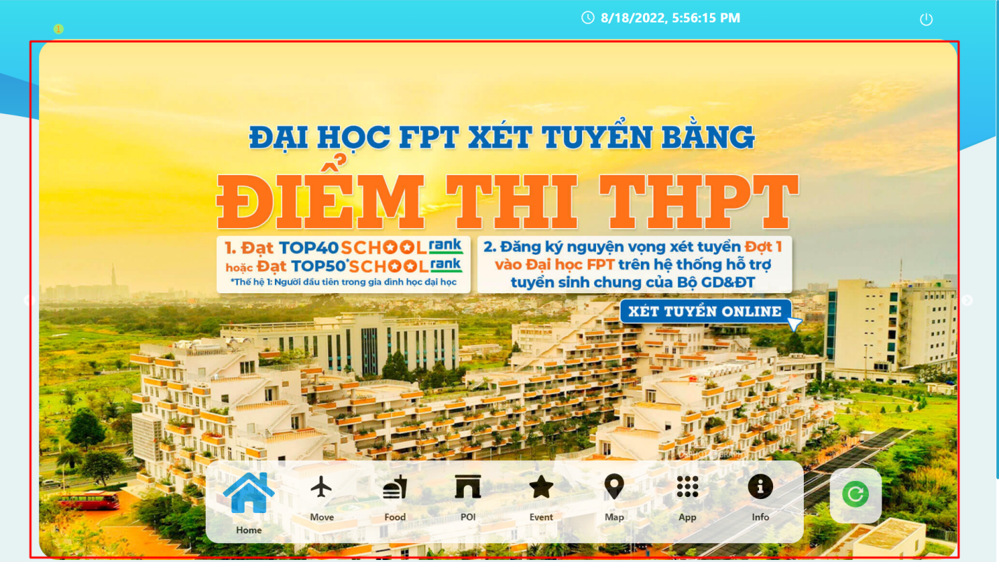 8/18/2022, 5:56:15 PM
1
ĐẠI HỌC FPT XÉT TUYỂN BẰNG
ĐIỂM THI THPT
1. Đạt TOP40 SCHOOL rank
hoặc Đạt TOP50* SCHOOL rank
*Thế hệ 1: Người đầu tiên trong gia đình học đại học
2. Đăng ký nguyện vọng xét tuyển Đợt 1
vào Đại học FPT trên hệ thống hỗ trợ
tuyển sinh chung của Bộ GD&ĐT
XÉT TUYỂN ONLINE
Home
Move
Food
POI
Event
Map
App
Info